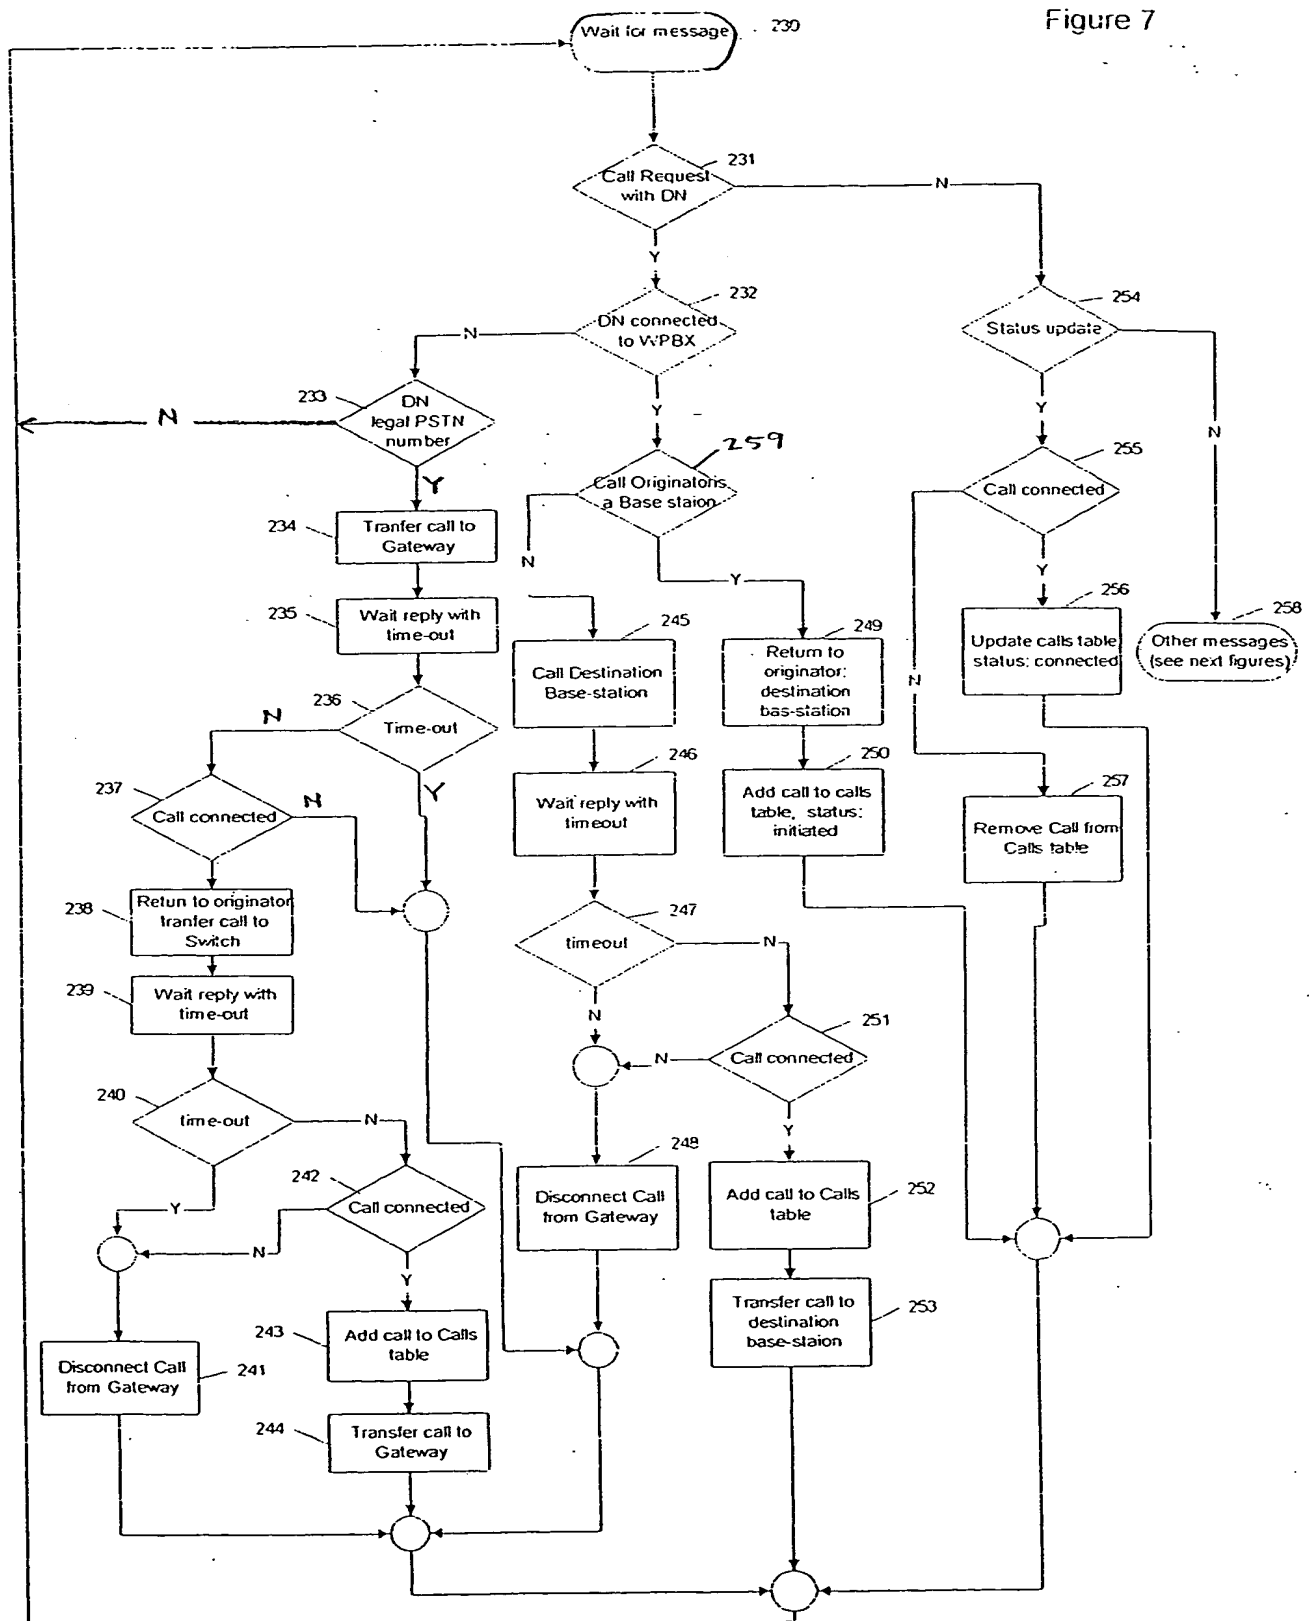 Figure 7
Wait for message
230
Call Request
with DN
231
N
Y
DN connected
to WPBX
232
N
Y
Status update
254
Y
N
DN
legal PSTN
number
233
N
Y
Call Originatoris
a Base staion
259
N
Y
Call connected
255
N
Y
234
Tranfer call to
Gateway
235
Wait reply with
time-out
236
Time-out
N
Y
245
Call Destination
Base-station
249
Return to
originator:
destination
bas-station
256
Update calls table
status: connected
258
Other messages
(see next figures)
246
Wait reply with
timeout
250
Add call to calls
table, status:
initiated
257
Remove Call from
Calls table
237
Call connected
N
238
Retun to originator
tranfer call to
Switch
239
Wait reply with
time-out
247
timeout
N
N
251
Call connected
N
Y
240
time-out
N
Y
242
Call connected
N
Y
248
Disconnect Call
from Gateway
252
Add call to Calls
table
253
Transfer call to
destination
base-staion
243
Add call to Calls
table
241
Disconnect Call
from Gateway
244
Transfer call to
Gateway